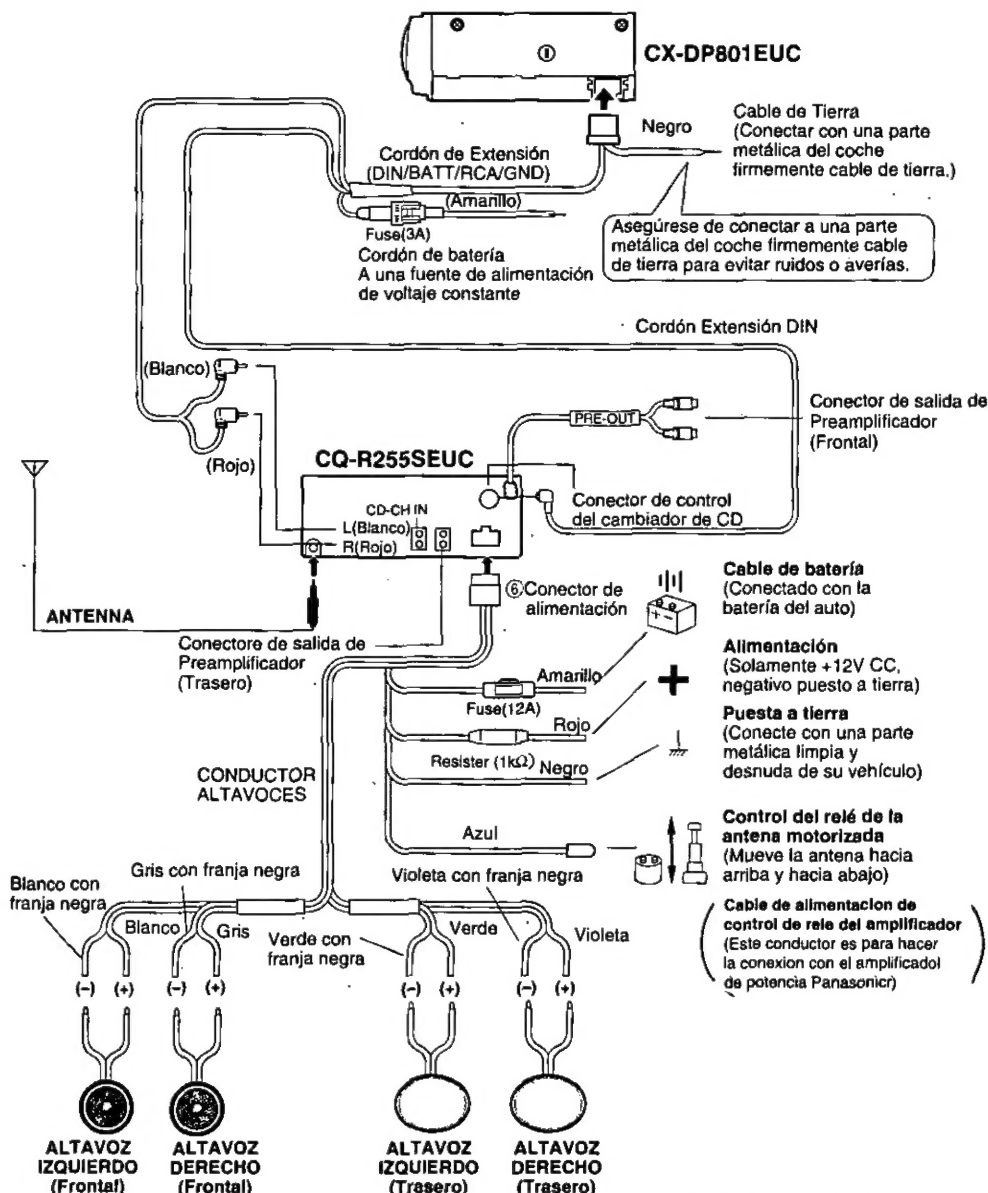 CX-DP801EUC
Negro
Cable de Tierra
(Conectar con una parte
metálica del coche
firmemente cable de tierra.)
Cordón de Extensión
(DIN/BATT/RCA/GND)
(Amarillo)
Fuse(3A)
Cordón de batería
A una fuente de alimentación
de voltaje constante
Asegúrese de conectar a una parte
metálica del coche firmemente cable
de tierra para evitar ruidos o averías.
Cordón Extensión DIN
(Blanco)
(Rojo)
PRE-OUT
Conector de salida de
Preamplificador
(Frontal)
CQ-R255SEUC
CD-CH IN
L(Blanco)
R(Rojo)
Conector de control
del cambiador de CD
ANTENNA
⑥Conector de
alimentación
Conectore de salida de
Preamplificador
(Trasero)
Cable de batería
(Conectado con la
batería del auto)
Amarillo
Fuse(12A)
Alimentación
(Solamente +12V CC,
negativo puesto a tierra)
Rojo
Resister (1kΩ)
Puesta a tierra
(Conecte con una parte
metálica limpia y
desnuda de su vehículo)
Negro
CONDUCTOR
ALTAVOCES
Azul
Control del relé de la
antena motorizada
(Mueve la antena hacia
arriba y hacia abajo)
Cable de alimentacion de
control de rele del amplificador
(Este conductor es para hacer
la conexion con el amplificadol
de potencia Panasonicr)
Blanco con
franja negra
Gris con franja negra
Violeta con franja negra
Blanco
Gris
Verde con
franja negra
Verde
Violeta
(−) (+) (−) (+) (−) (+) (−) (+)
ALTAVOZ
IZQUIERDO
(Frontal)
ALTAVOZ
DERECHO
(Frontal)
ALTAVOZ
IZQUIERDO
(Trasero)
ALTAVOZ
DERECHO
(Trasero)